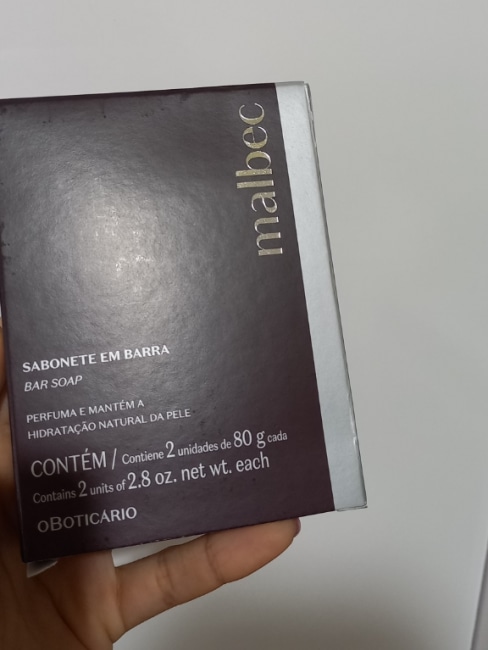 malbec
SABONETE EM BARRA
BAR SOAP
PERFUMA E MANTÉM A
HIDRATAÇÃO NATURAL DA PELE
CONTÉM / Contiene 2 unidades de 80 g cada
Contains 2 units of 2.8 oz. net wt. each
oBOTICÁRIO